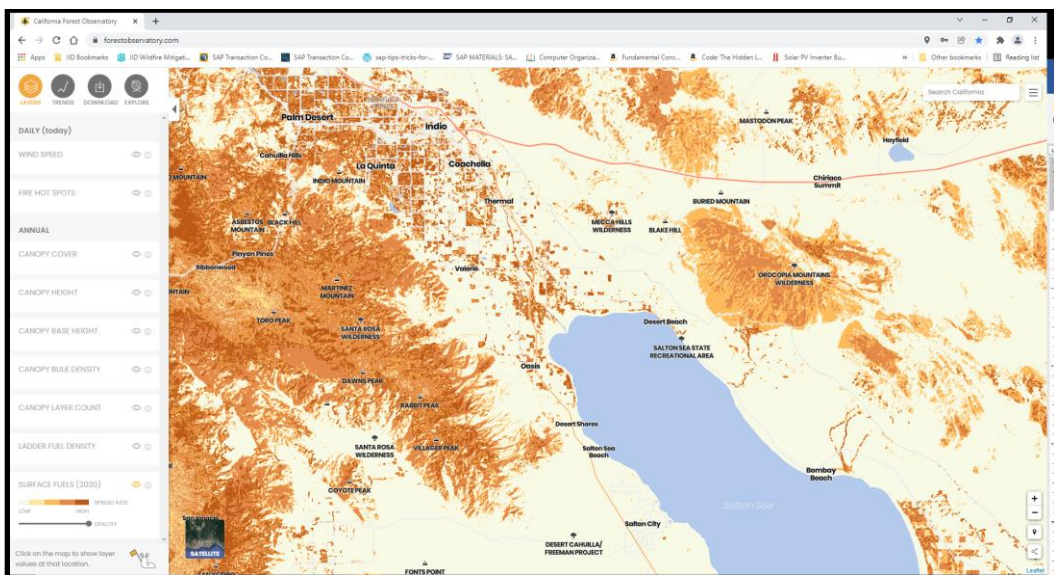 California Forest Observatory
forestobservatory.com
Apps IID Bookmarks IID Wildfire Mitigati... SAP Transaction Co... SAP Transaction Co... sap-tips-tricks-for-... SAP MATERIALS: SA... Computer Organiza... Fundamental Conc... Code: The Hidden L... Solar PV Inverter Bu... » Other bookmarks Reading list
LAYERS TRENDS DOWNLOAD EXPLORE
DAILY (today)
WIND SPEED
FIRE HOT SPOTS
ANNUAL
CANOPY COVER
CANOPY HEIGHT
CANOPY BASE HEIGHT
CANOPY BULK DENSITY
CANOPY LAYER COUNT
LADDER FUEL DENSITY
SURFACE FUELS (2020)
SPREAD RATE
LOW HIGH
OPACITY
Click on the map to show layer
values at that location.
Search California
Palm Desert
Indio
MASTODON PEAK
Hayfield
Cahuilla Hills
La Quinta
Coachella
INDIO MOUNTAIN
MOUNTAIN
Chiriaco
Summit
Thermal
BURIED MOUNTAIN
ASBESTOS
MOUNTAIN
BLACK HILL
MECCA HILLS
WILDERNESS
BLAKE HILL
Pinyon Pines
Ribbonwood
Valerie
OROCOPIA MOUNTAINS
WILDERNESS
MARTINEZ
MOUNTAIN
NTAIN
TORO PEAK
SANTA ROSA
WILDERNESS
Desert Beach
SALTON SEA STATE
RECREATIONAL AREA
Oasis
DAWNS PEAK
RABBIT PEAK
Desert Shores
SANTA ROSA
WILDERNESS
VILLAGER PEAK
Salton Sea
Beach
Bombay
Beach
COYOTE PEAK
Salton Sea
Salton City
SATELLITE
DESERT CAHUILLA/
FREEMAN PROJECT
FONTS POINT
Leaflet